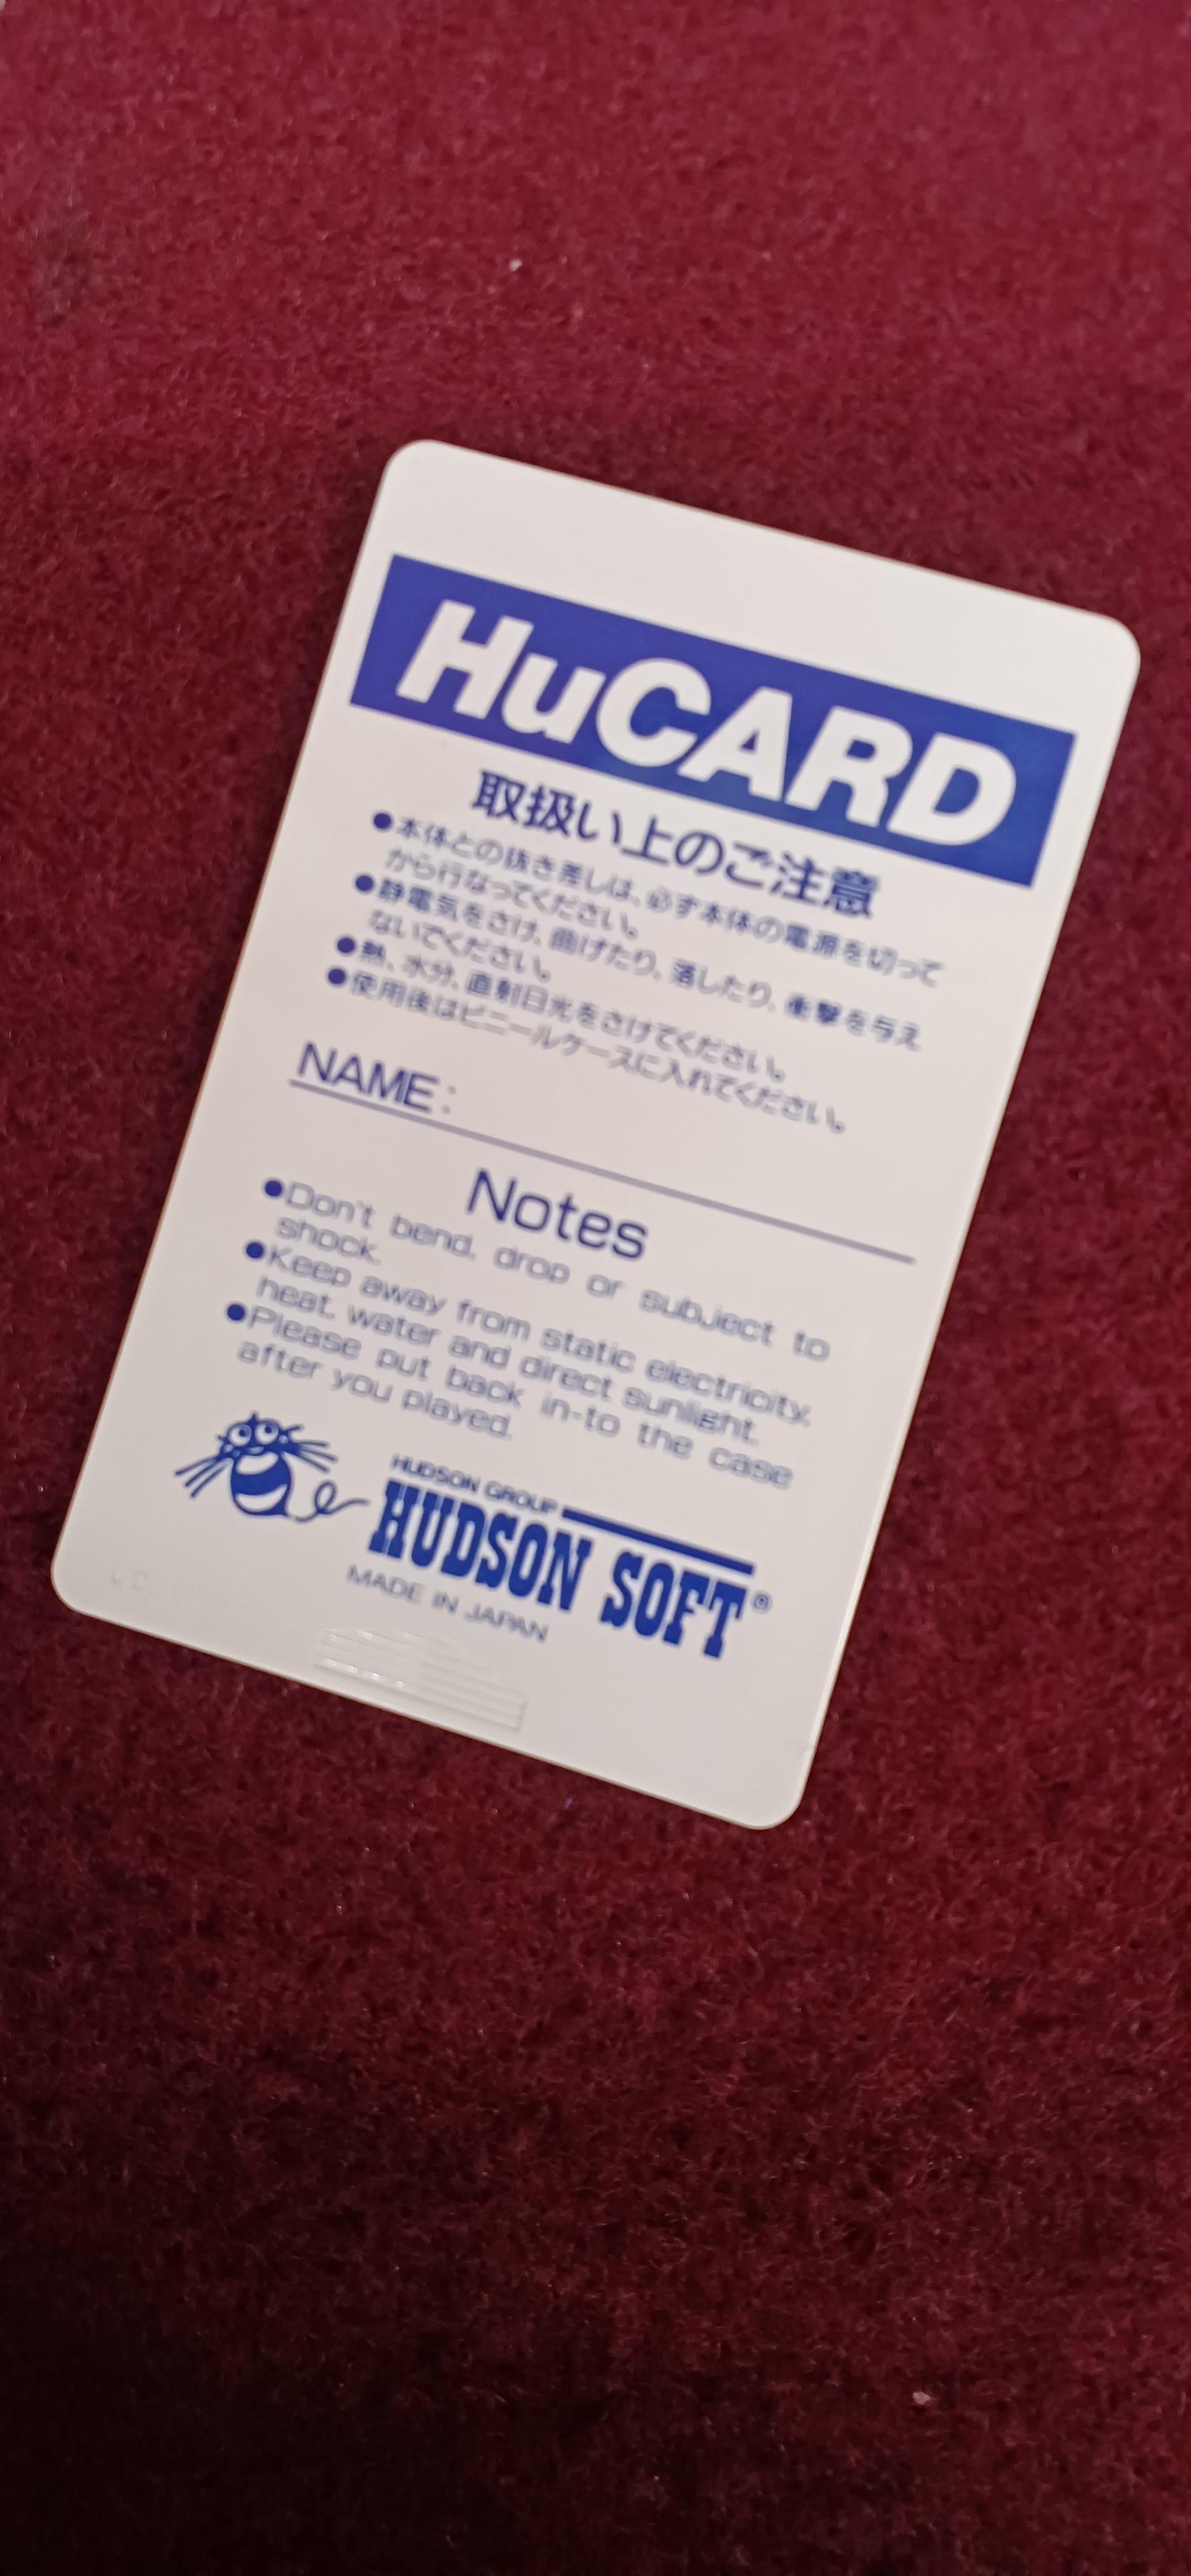 HuCARD
取扱い上のご注意
●本体との抜き差しは、必ず本体の電源を切って
から行なってください。
●静電気をさけ、曲げたり、落したり、衝撃を与え
ないでください。
●熱、水分、直射日光をさけてください。
●使用後はビニールケースに入れてください。
NAME:
Notes
●Don't bend, drop or subject to
shock.
●Keep away from static electricity,
heat, water and direct sunlight.
●Please put back in-to the case
after you played.
HUDSON GROUP
HUDSON SOFT®
MADE IN JAPAN